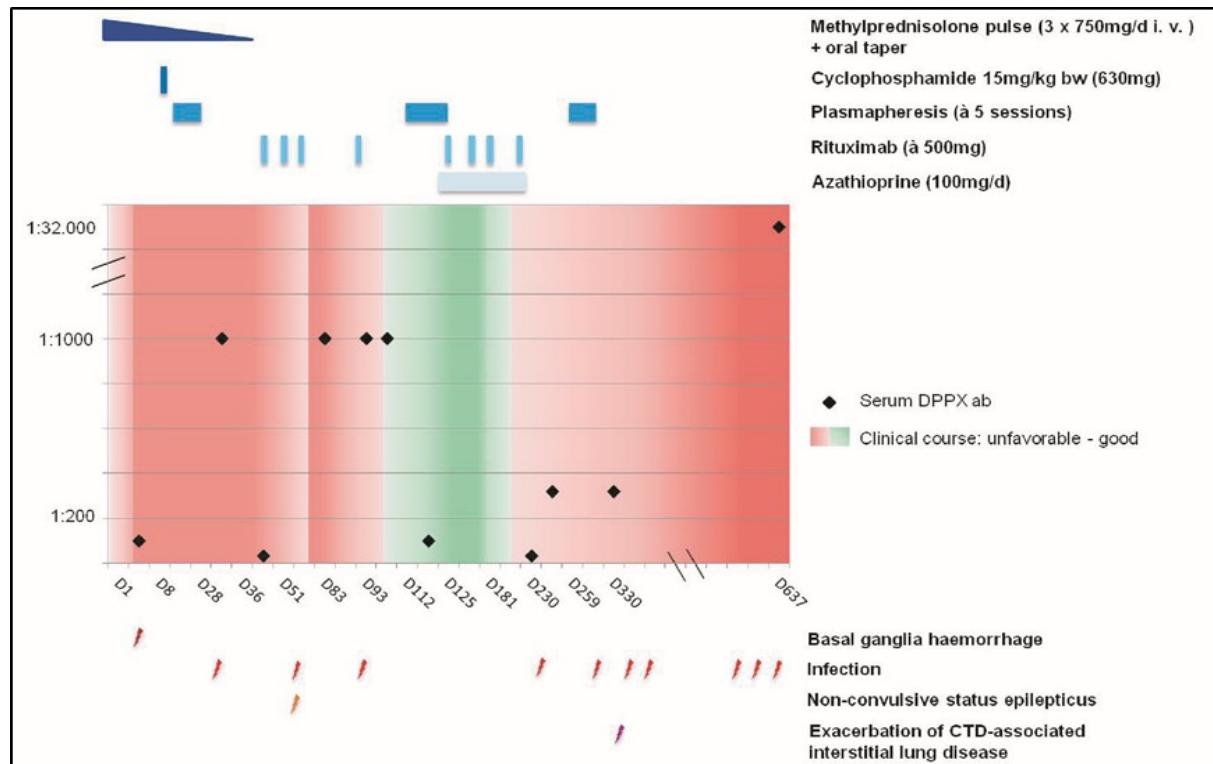 Methylprednisolone pulse (3 x 750mg/d i. v. )
+ oral taper
Cyclophosphamide 15mg/kg bw (630mg)
Plasmapheresis (à 5 sessions)
Rituximab (à 500mg)
Azathioprine (100mg/d)
1:32.000
1:1000
1:200
Serum DPPX ab
Clinical course: unfavorable - good
D1 D8 D28 D36 D51 D83 D93 D112 D125 D181 D230 D259 D330 D637
Basal ganglia haemorrhage
Infection
Non-convulsive status epilepticus
Exacerbation of CTD-associated
interstitial lung disease